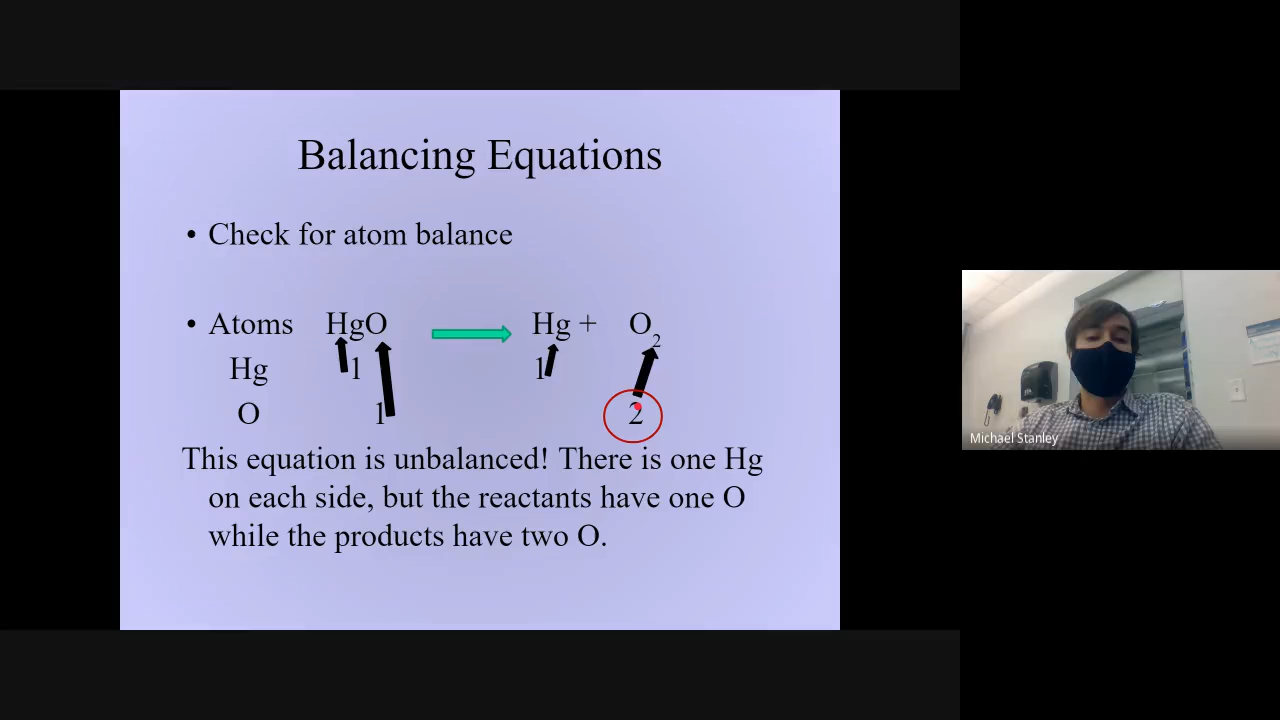 Balancing Equations
• Check for atom balance
• Atoms HgO Hg + O2
Hg 1 1
O 1 2
This equation is unbalanced! There is one Hg
on each side, but the reactants have one O
while the products have two O.
Michael Stanley